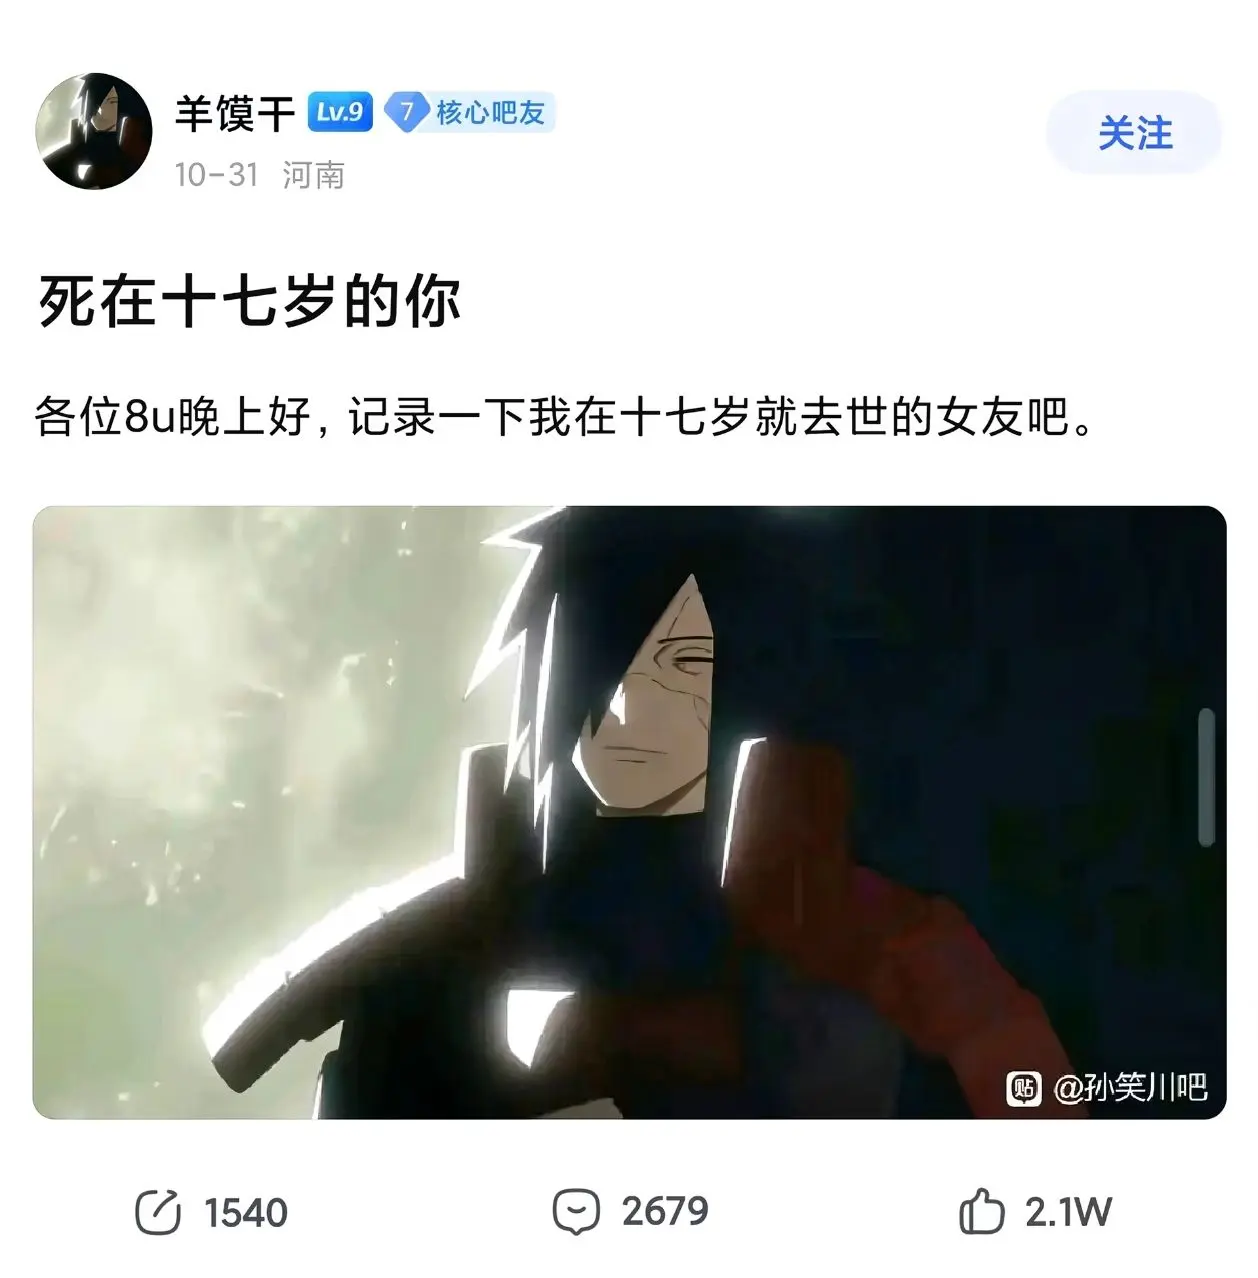 羊馍干 Lv.9 7 核心吧友
关注
10-31 河南
死在十七岁的你
各位8u晚上好，记录一下我在十七岁就去世的女友吧。
贴 @孙笑川吧
1540 2679 2.1W